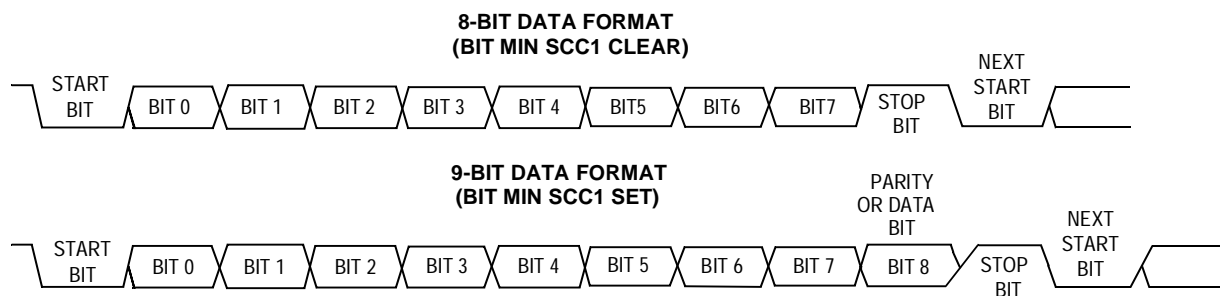 8-BIT DATA FORMAT
(BIT MIN SCC1 CLEAR)
START
BIT
BIT 0
BIT 1
BIT 2
BIT 3
BIT 4
BIT5
BIT6
BIT7
STOP
BIT
NEXT
START
BIT
9-BIT DATA FORMAT
(BIT MIN SCC1 SET)
START
BIT
BIT 0
BIT 1
BIT 2
BIT 3
BIT 4
BIT 5
BIT 6
BIT 7
PARITY
OR DATA
BIT
BIT 8
STOP
BIT
NEXT
START
BIT